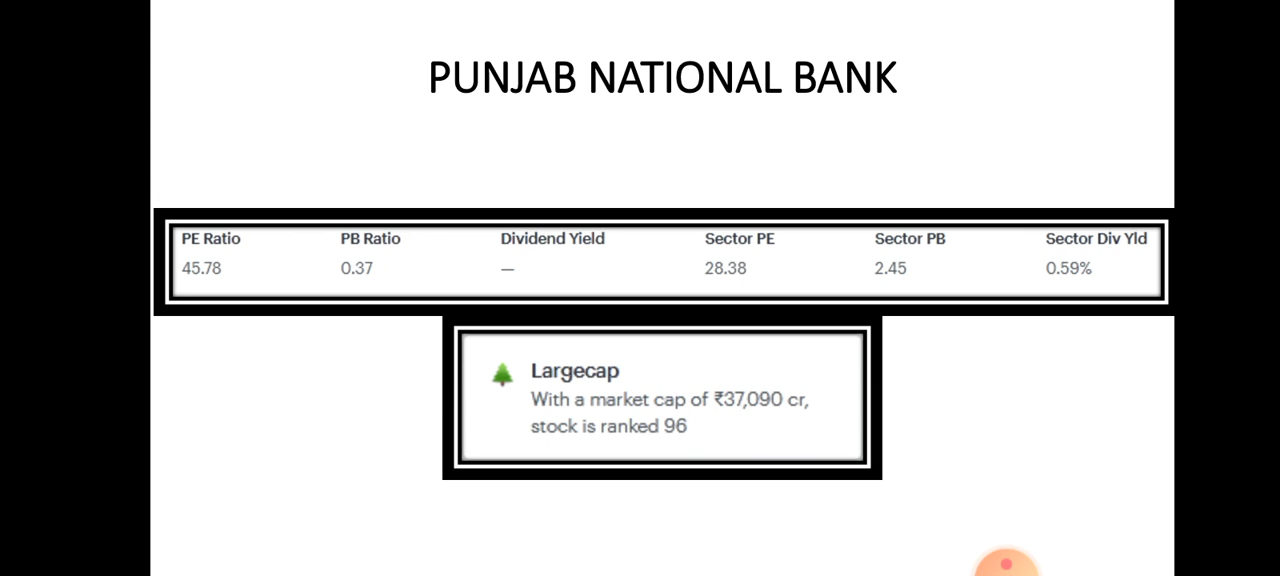 PUNJAB NATIONAL BANK
PE Ratio PB Ratio Dividend Yield Sector PE Sector PB Sector Div Yld
45.78 0.37 — 28.38 2.45 0.59%
Largecap
With a market cap of ₹37,090 cr,
stock is ranked 96